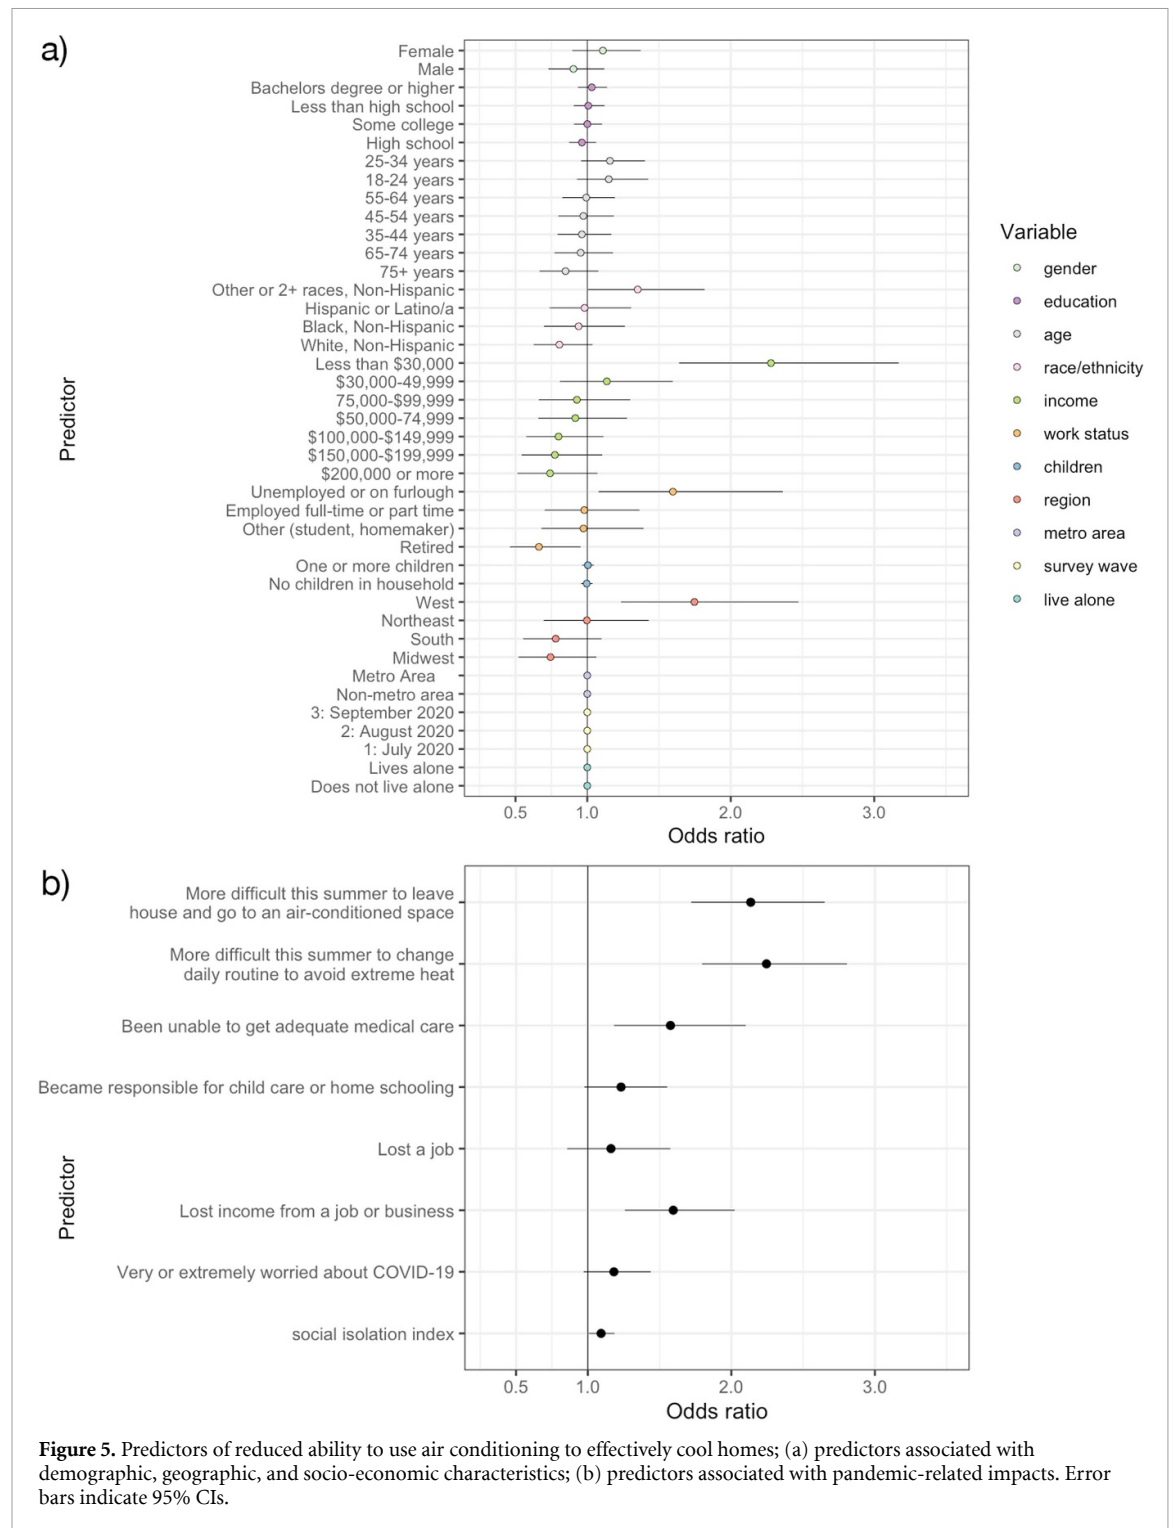 a)
Female
Male
Bachelors degree or higher
Less than high school
Some college
High school
25-34 years
18-24 years
55-64 years
45-54 years
35-44 years
65-74 years
75+ years
Other or 2+ races, Non-Hispanic
Hispanic or Latino/a
Black, Non-Hispanic
White, Non-Hispanic
Less than $30,000
$30,000-49,999
75,000-$99,999
$50,000-74,999
$100,000-$149,999
$150,000-$199,999
$200,000 or more
Unemployed or on furlough
Employed full-time or part time
Other (student, homemaker)
Retired
One or more children
No children in household
West
Northeast
South
Midwest
Metro Area
Non-metro area
3: September 2020
2: August 2020
1: July 2020
Lives alone
Does not live alone
Predictor
0.5 1.0 2.0 3.0
Odds ratio
Variable
gender
education
age
race/ethnicity
income
work status
children
region
metro area
survey wave
live alone
b)
More difficult this summer to leave
house and go to an air-conditioned space
More difficult this summer to change
daily routine to avoid extreme heat
Been unable to get adequate medical care
Became responsible for child care or home schooling
Lost a job
Lost income from a job or business
Very or extremely worried about COVID-19
social isolation index
Predictor
0.5 1.0 2.0 3.0
Odds ratio
Figure 5. Predictors of reduced ability to use air conditioning to effectively cool homes; (a) predictors associated with
demographic, geographic, and socio-economic characteristics; (b) predictors associated with pandemic-related impacts. Error
bars indicate 95% CIs.